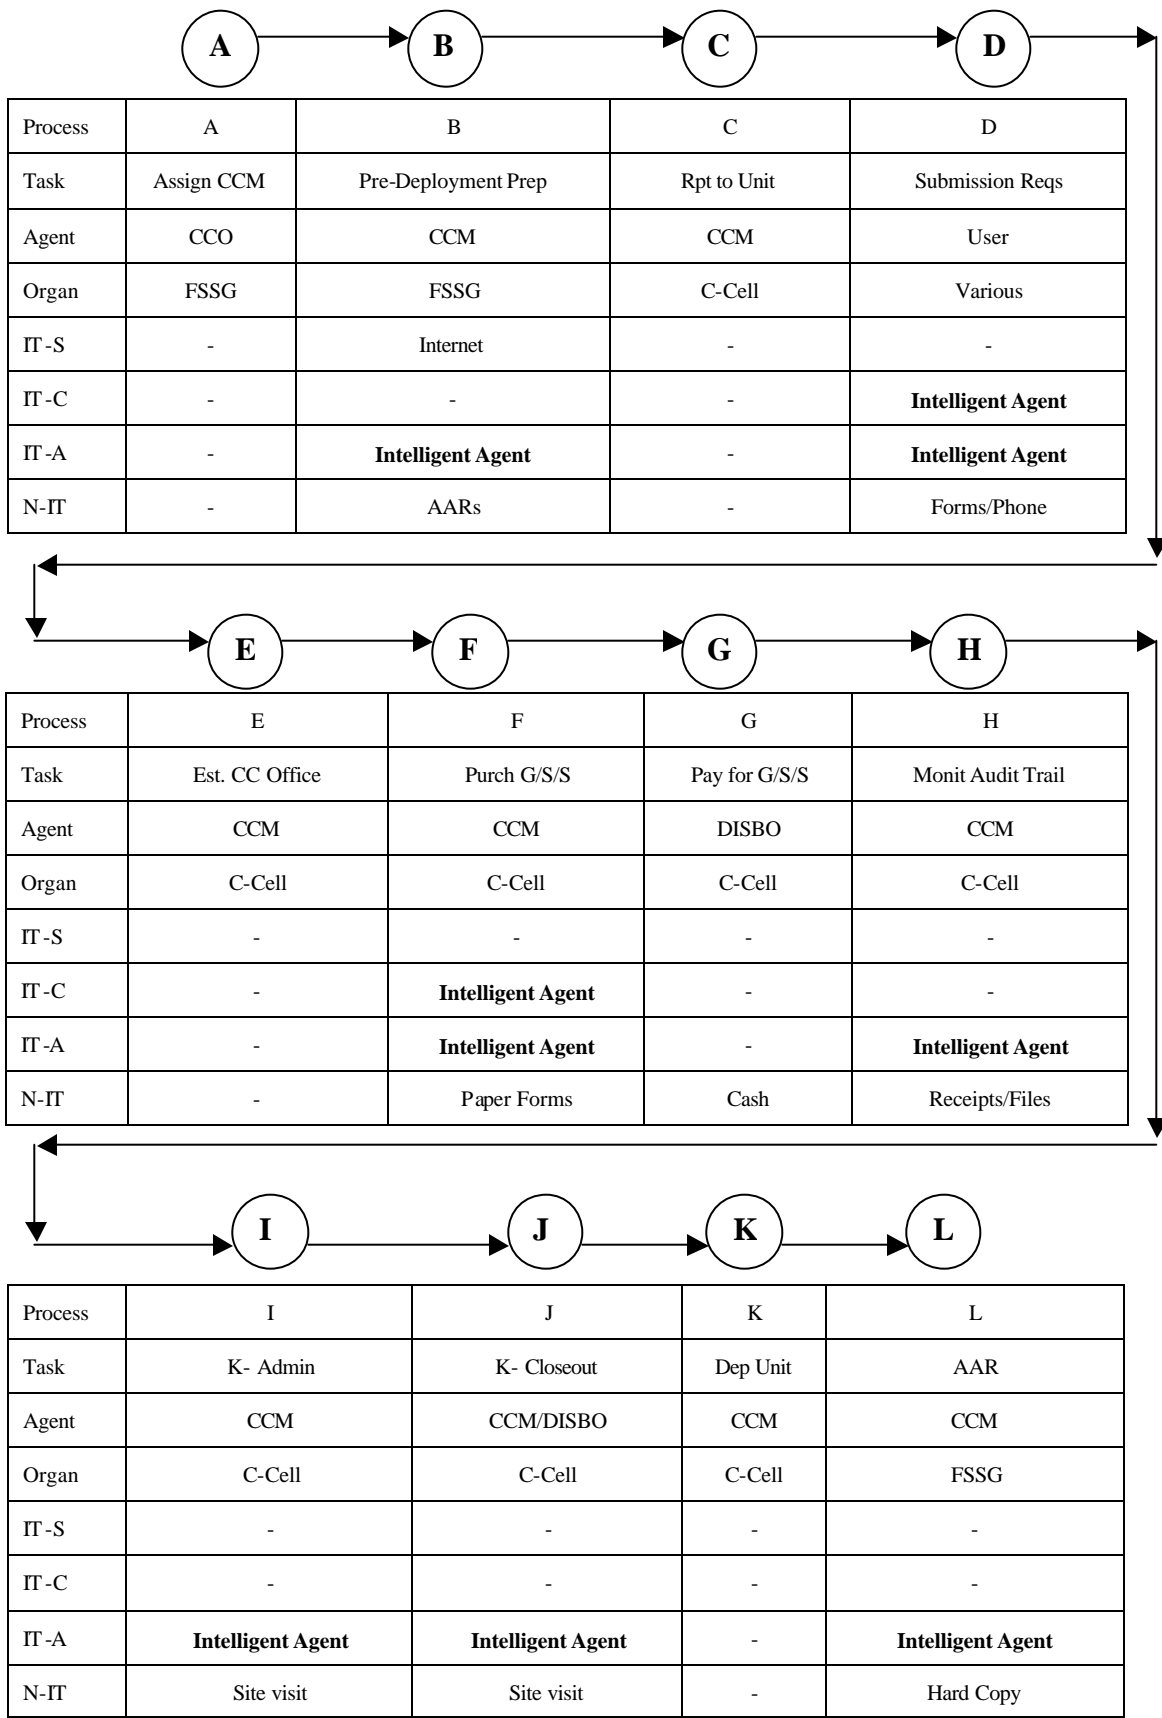 A B C D
Process A B C D
Task Assign CCM Pre-Deployment Prep Rpt to Unit Submission Reqs
Agent CCO CCM CCM User
Organ FSSG FSSG C-Cell Various
IT-S - Internet - -
IT-C - - - Intelligent Agent
IT-A - Intelligent Agent - Intelligent Agent
N-IT - AARs - Forms/Phone
E F G H
Process E F G H
Task Est. CC Office Purch G/S/S Pay for G/S/S Monit Audit Trail
Agent CCM CCM DISBO CCM
Organ C-Cell C-Cell C-Cell C-Cell
IT-S - - - -
IT-C - Intelligent Agent - -
IT-A - Intelligent Agent - Intelligent Agent
N-IT - Paper Forms Cash Receipts/Files
I J K L
Process I J K L
Task K- Admin K- Closeout Dep Unit AAR
Agent CCM CCM/DISBO CCM CCM
Organ C-Cell C-Cell C-Cell FSSG
IT-S - - - -
IT-C - - - -
IT-A Intelligent Agent Intelligent Agent - Intelligent Agent
N-IT Site visit Site visit - Hard Copy